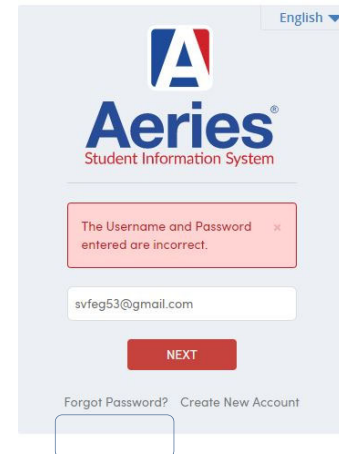 English
Aeries®
Student Information System
The Username and Password ×
entered are incorrect.
svfeg53@gmail.com
NEXT
Forgot Password? Create New Account